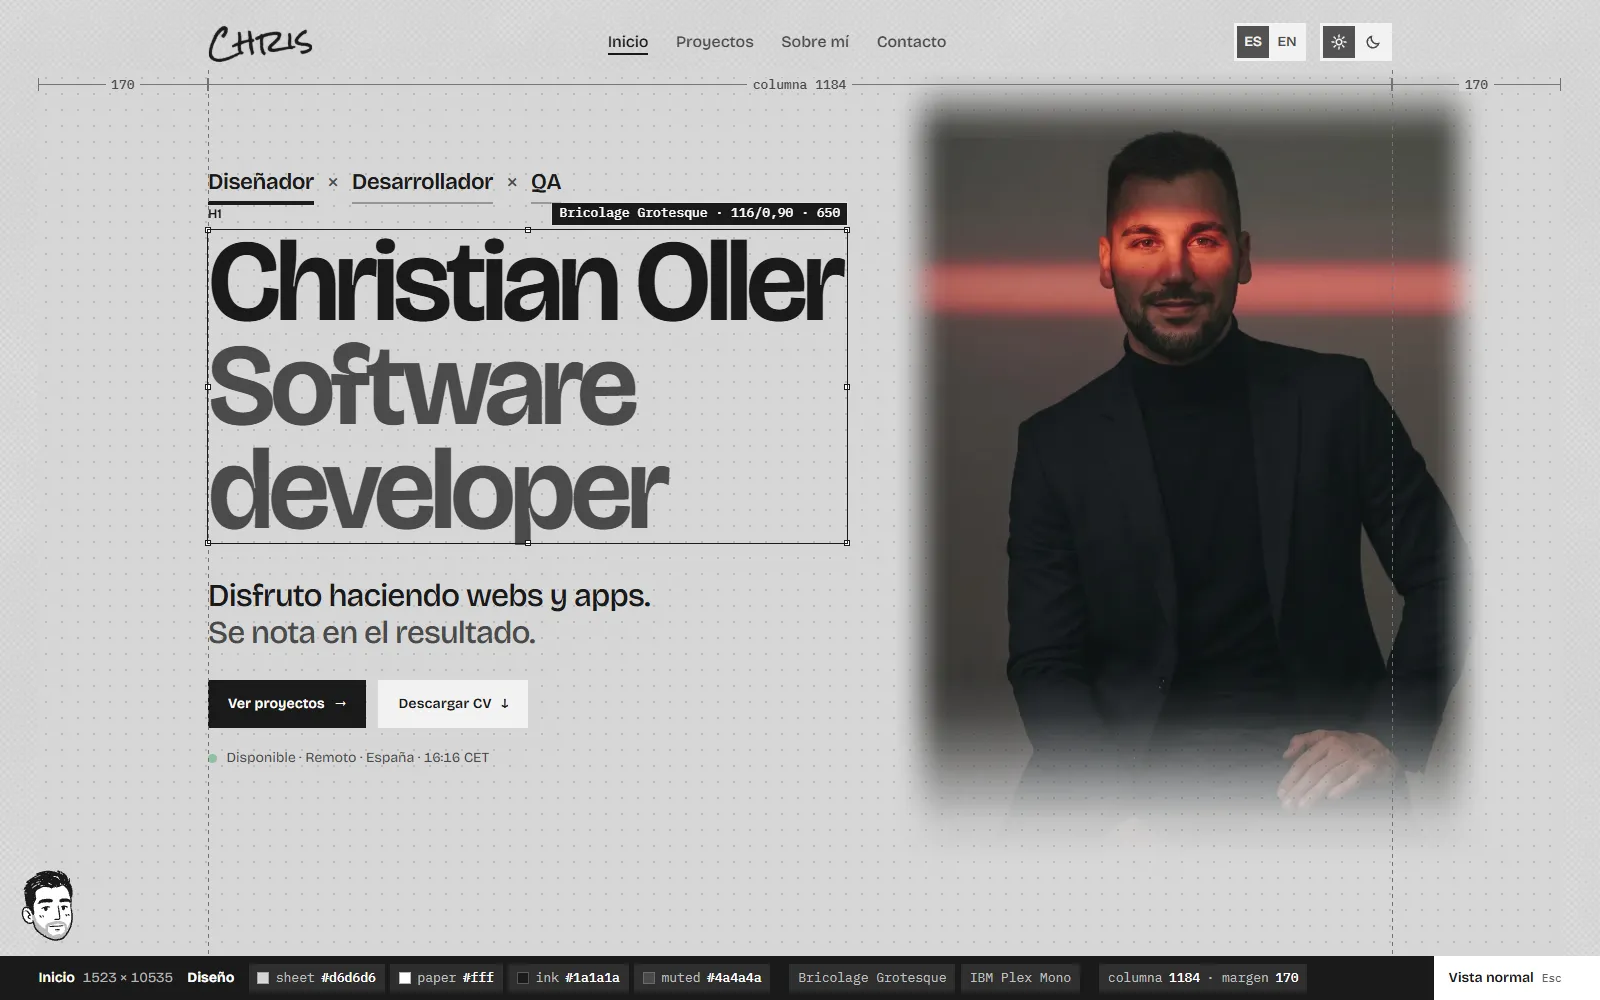 CHRIS
Inicio Proyectos Sobre mí Contacto
ES EN
170 columna 1184 170
Diseñador × Desarrollador × QA
H1 Bricolage Grotesque · 116/0,90 · 650
Christian Oller
Software
developer
Disfruto haciendo webs y apps.
Se nota en el resultado.
Ver proyectos → Descargar CV ↓
Disponible · Remoto · España · 16:16 CET
Inicio 1523 × 10535 Diseño sheet #d6d6d6 paper #fff ink #1a1a1a muted #4a4a4a Bricolage Grotesque IBM Plex Mono columna 1184 · margen 170 Vista normal Esc